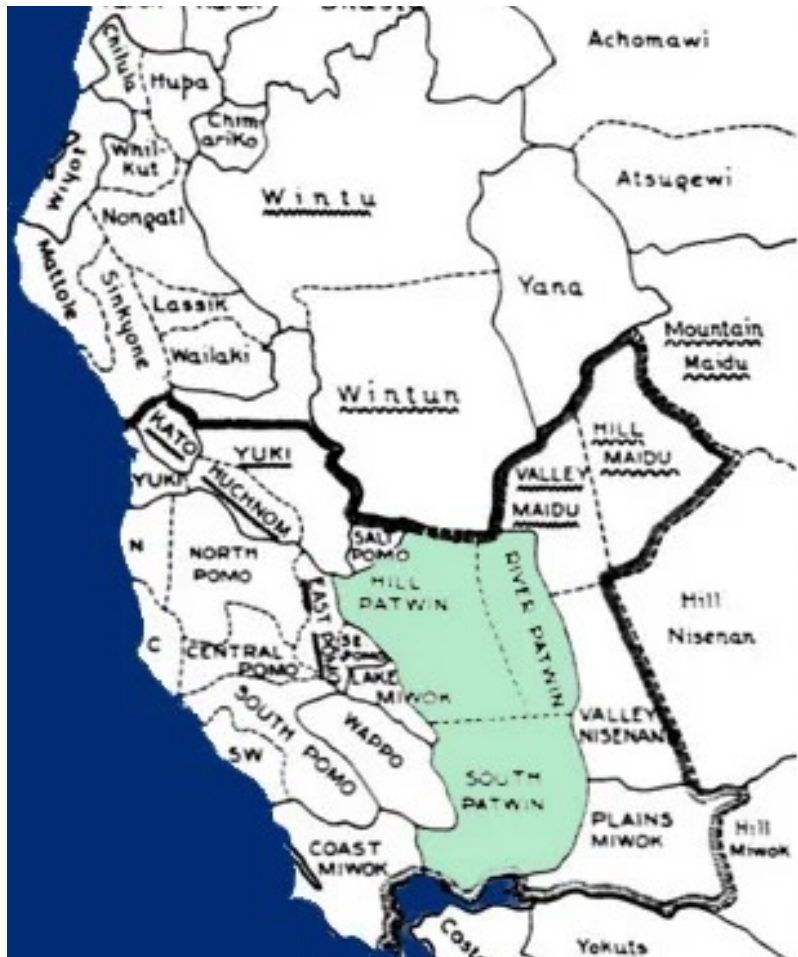 Achomawi
Chilula
Hupa
Chim-
ariko
Wiyot
Whil-
kut
Wintu
Atsugewi
Nongatl
Mattole
Sinkyone
Lassik
Yana
Wailaki
Mountain
Maidu
Wintun
KATO
YUKI
HILL
MAIDU
VALLEY
MAIDU
YUKI
HUCHNOM
SALT
POMO
N
NORTH
POMO
HILL
PATWIN
RIVER PATWIN
Hill
Nisenan
EAST POMO
SE
POMO
C
CENTRAL
POMO
LAKE
MIWOK
SOUTH
POMO
WAPPO
VALLEY
NISENAN
SW
SOUTH
PATWIN
PLAINS
MIWOK
Hill
Miwok
COAST
MIWOK
Yokuts